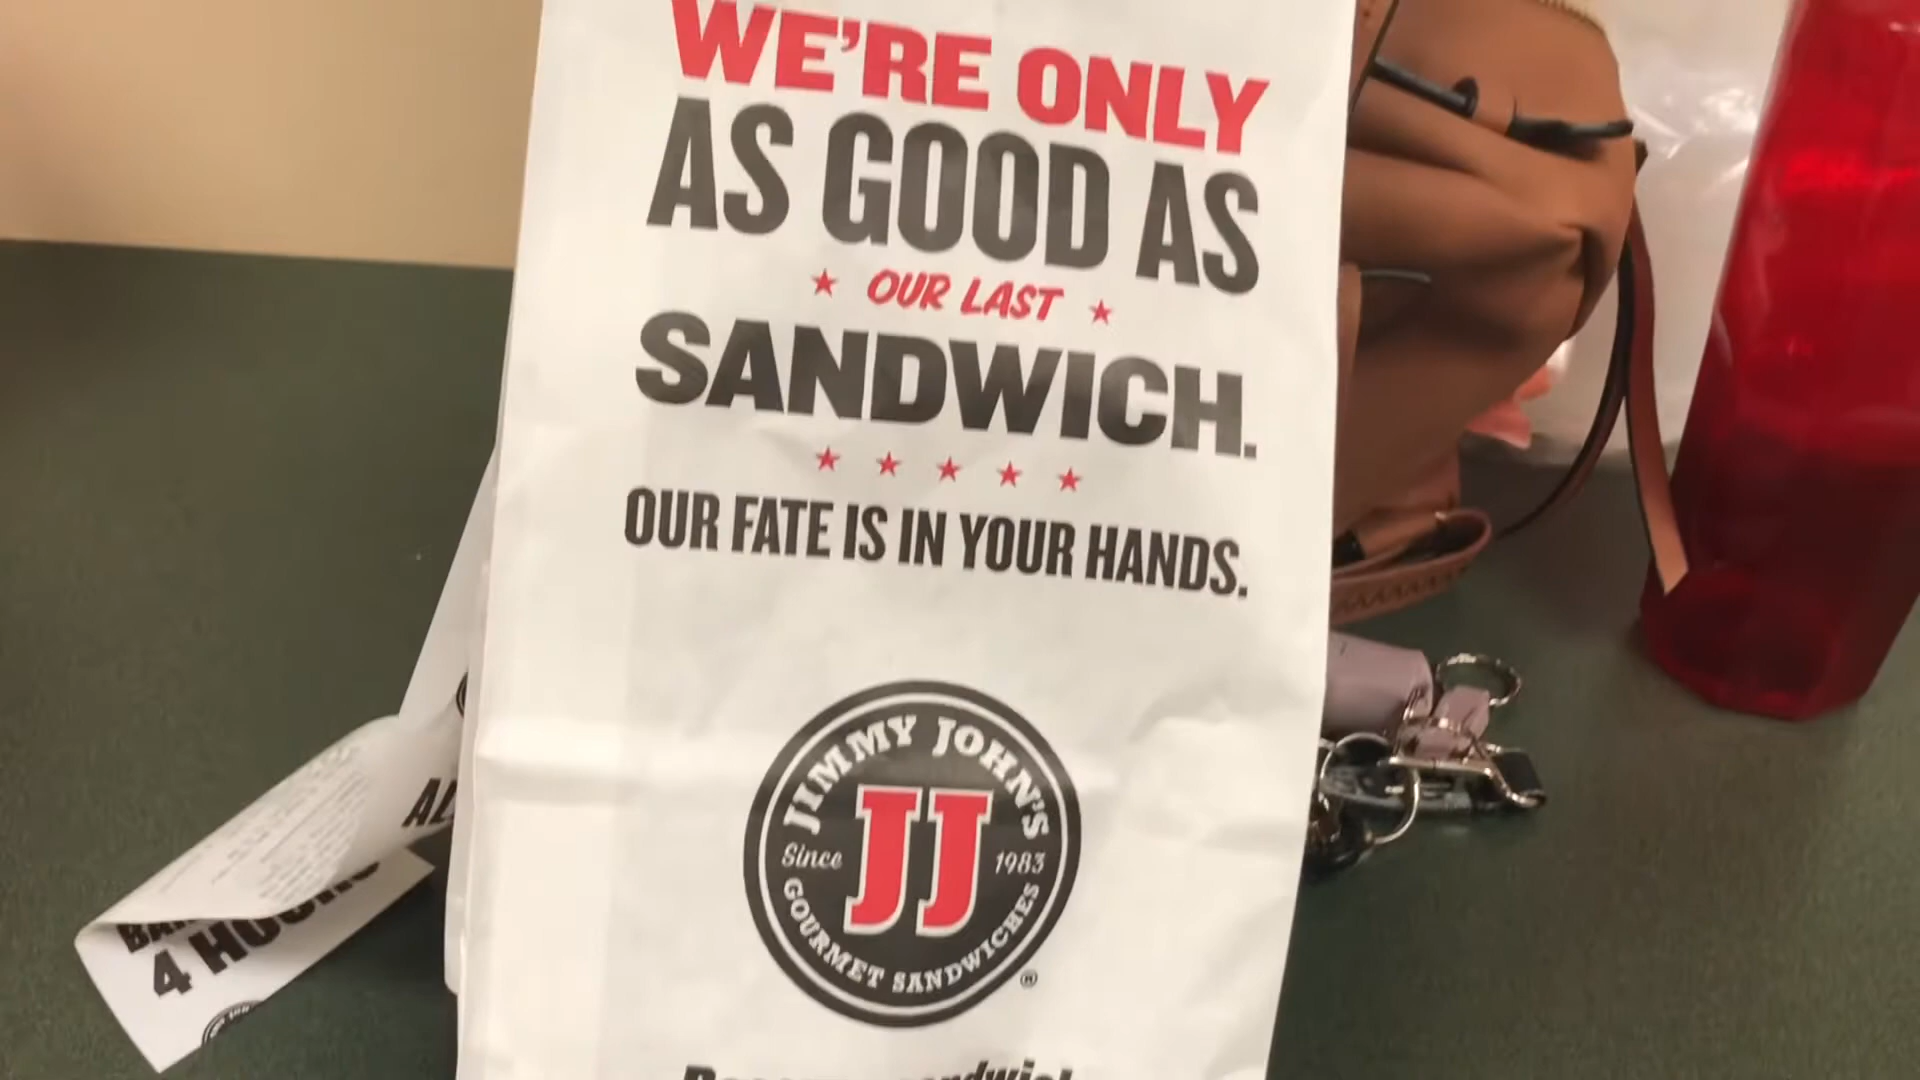 WE'RE ONLY
AS GOOD AS
OUR LAST
SANDWICH.
OUR FATE IS IN YOUR HANDS.
JIMMY JOHN'S
Since JJ 1983
GOURMET SANDWICHES
®
4 HOURS